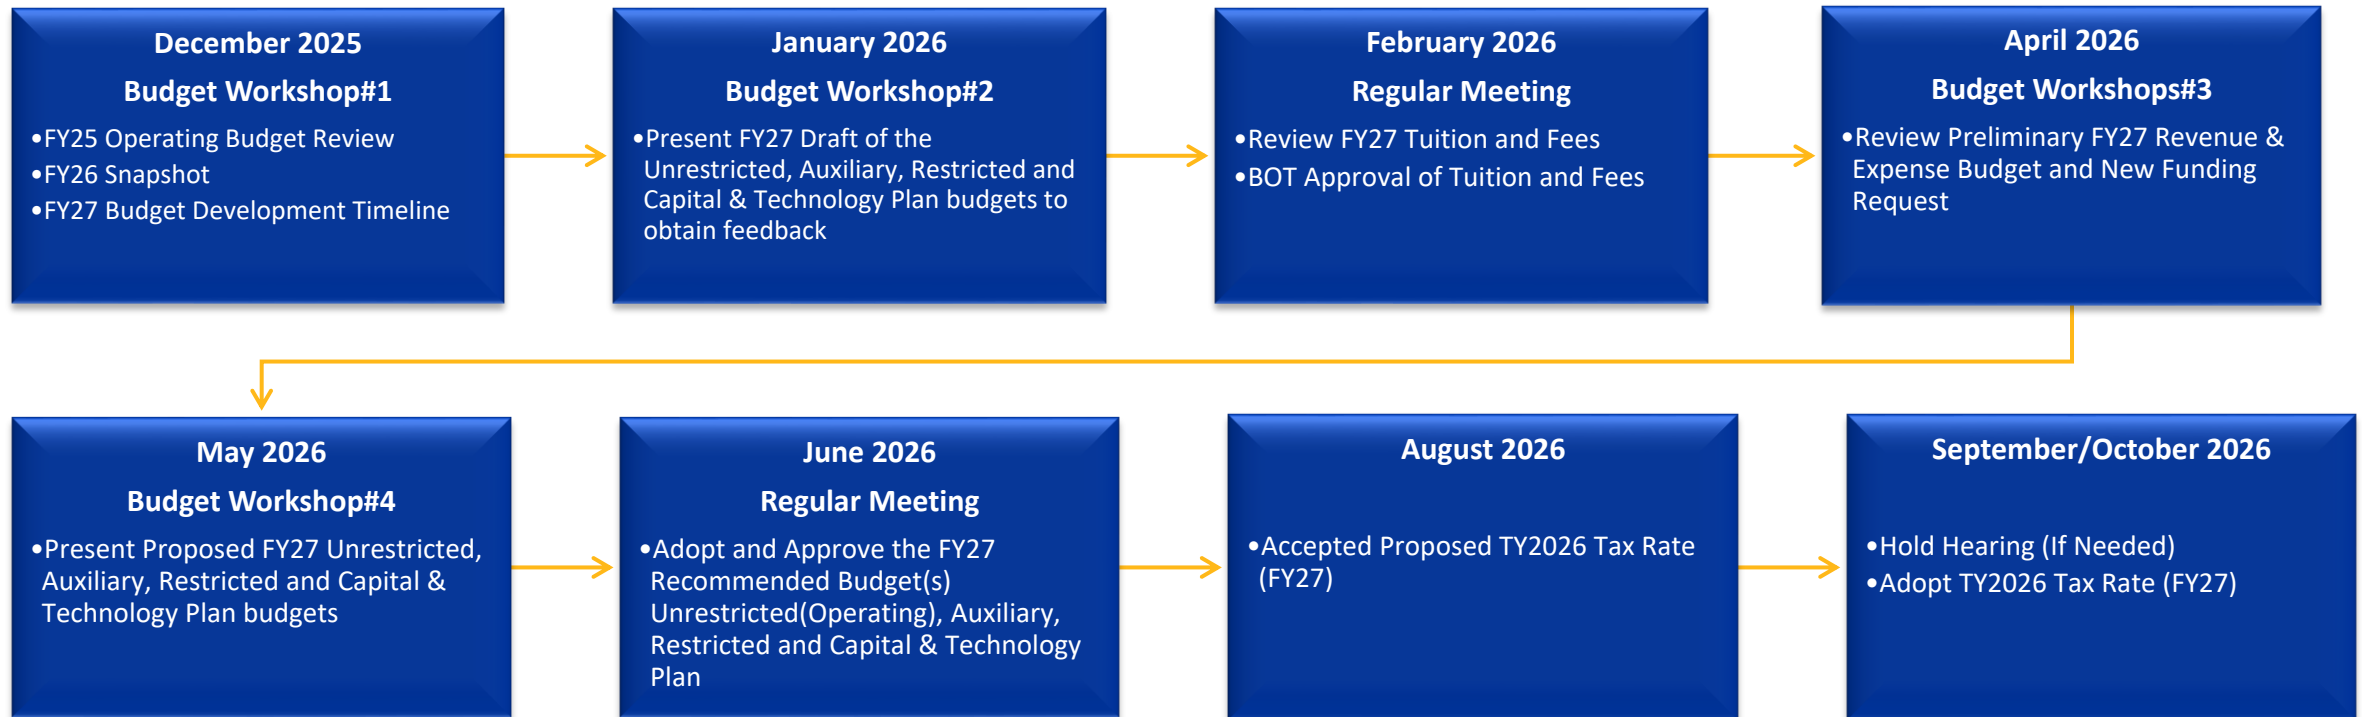 December 2025
Budget Workshop#1
•FY25 Operating Budget Review
•FY26 Snapshot
•FY27 Budget Development Timeline
January 2026
Budget Workshop#2
•Present FY27 Draft of the
Unrestricted, Auxiliary, Restricted and
Capital & Technology Plan budgets to
obtain feedback
February 2026
Regular Meeting
•Review FY27 Tuition and Fees
•BOT Approval of Tuition and Fees
April 2026
Budget Workshops#3
•Review Preliminary FY27 Revenue &
Expense Budget and New Funding
Request
May 2026
Budget Workshop#4
•Present Proposed FY27 Unrestricted,
Auxiliary, Restricted and Capital &
Technology Plan budgets
June 2026
Regular Meeting
•Adopt and Approve the FY27
Recommended Budget(s)
Unrestricted(Operating), Auxiliary,
Restricted and Capital & Technology
Plan
August 2026
•Accepted Proposed TY2026 Tax Rate
(FY27)
September/October 2026
•Hold Hearing (If Needed)
•Adopt TY2026 Tax Rate (FY27)